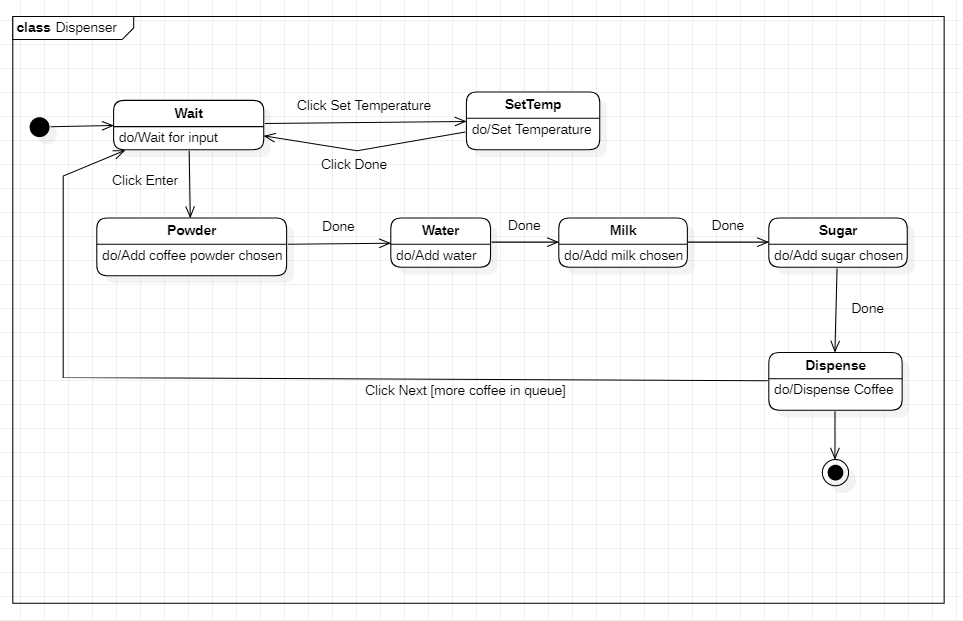 class Dispenser
Wait
do/Wait for input
Click Set Temperature
SetTemp
do/Set Temperature
Click Done
Click Enter
Powder
do/Add coffee powder chosen
Done
Water
do/Add water
Done
Milk
do/Add milk chosen
Done
Sugar
do/Add sugar chosen
Done
Dispense
do/Dispense Coffee
Click Next [more coffee in queue]